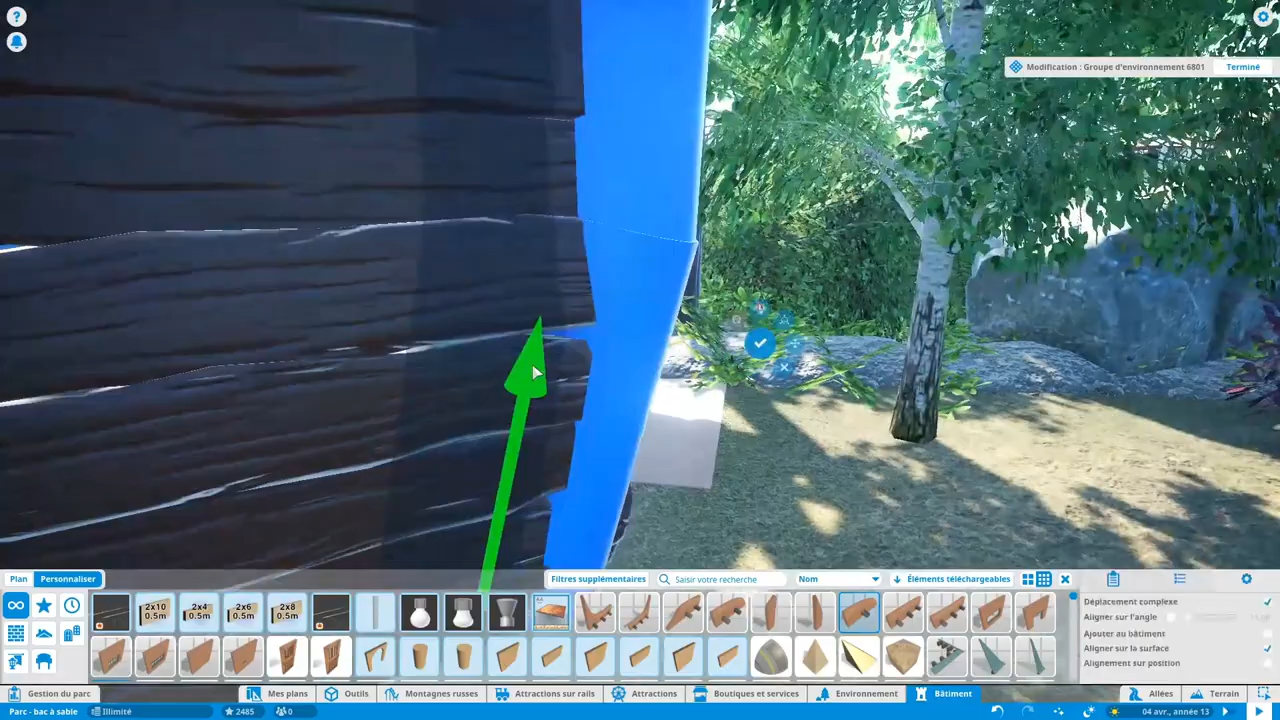 Modification : Groupe d'environnement 6801
Terminé
Plan
Personnaliser
Filtres supplémentaires
Saisir votre recherche
Nom
Éléments téléchargeables
2x10
0.5m
2x4
0.5m
2x6
0.5m
2x8
0.5m
Déplacement complexe
Aligner sur l'angle
Ajouter au bâtiment
Aligner sur la surface
Alignement sur position
Gestion du parc
Mes plans
Outils
Montagnes russes
Attractions sur rails
Attractions
Boutiques et services
Environnement
Bâtiment
Allées
Terrain
Parc - bac à sable
Illimité
2485
0
04 avr., année 13